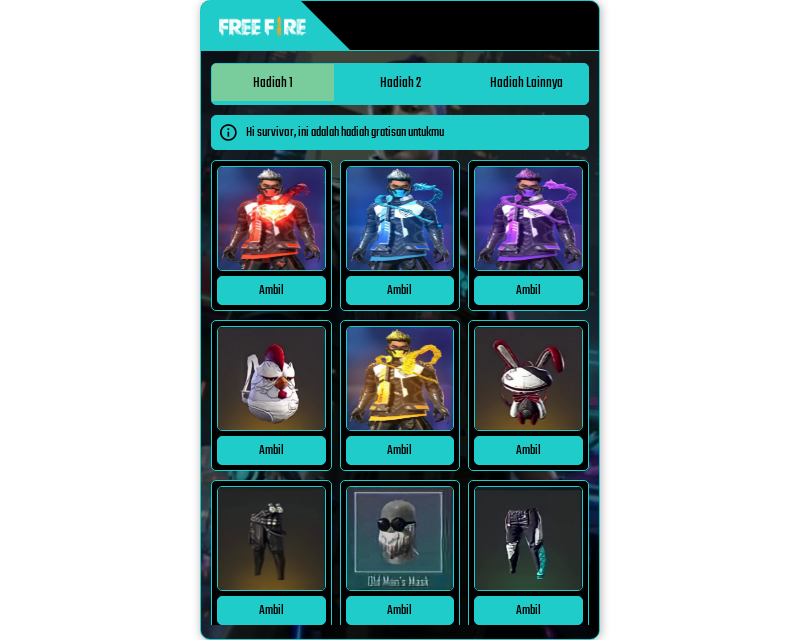 FREE FIRE
Hadiah 1
Hadiah 2
Hadiah Lainnya
Hi survivor, ini adalah hadiah gratisan untukmu
Ambil
Ambil
Ambil
Ambil
Ambil
Ambil
Old Men's Mask
Ambil
Ambil
Ambil